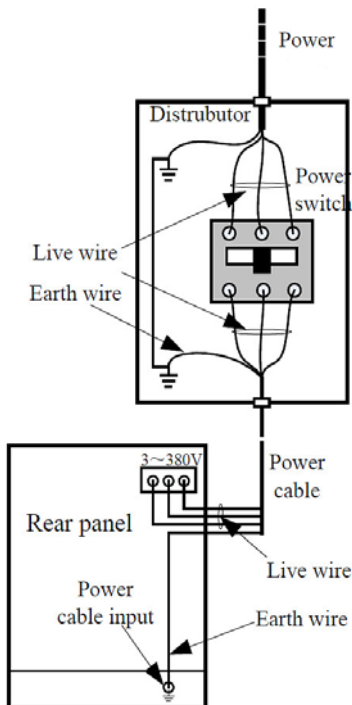 Power
Distrubutor
Power
switch
Live wire
Earth wire
3～380V
Power
cable
Rear panel
Live wire
Power
cable input
Earth wire